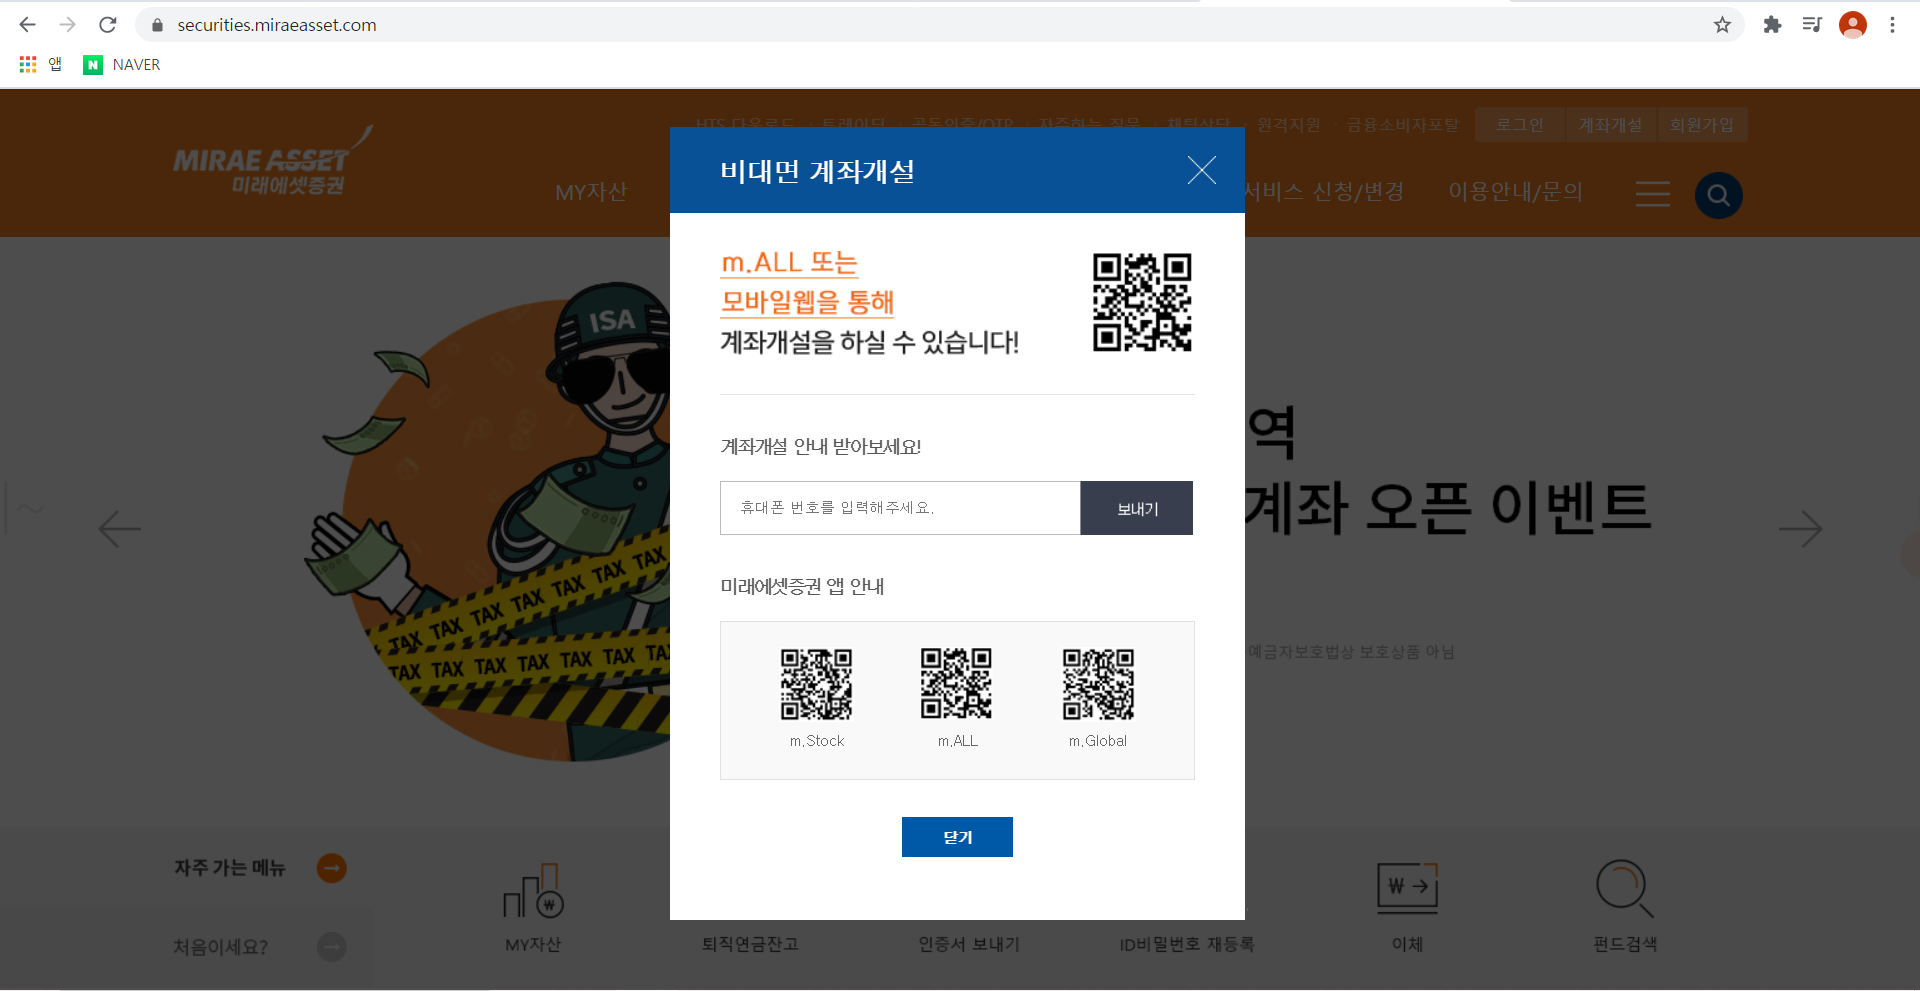 securities.miraeasset.com
앱
NAVER
HTS 다운로드 · 트레이딩 · 공동인증/OTP · 자주하는 질문 · 채팅상담 · 원격지원 · 금융소비자포탈
로그인 계좌개설 회원가입
MIRAE ASSET
미래에셋증권
MY자산
서비스 신청/변경
이용안내/문의
비대면 계좌개설
m.ALL 또는
모바일웹을 통해
계좌개설을 하실 수 있습니다!
계좌개설 안내 받아보세요!
휴대폰 번호를 입력해주세요.
보내기
미래에셋증권 앱 안내
m.Stock
m.ALL
m.Global
닫기
ISA
TAX TAX TAX TAX TAX TAX TAX
TAX TAX TAX TAX TAX TAX TAX
역
계좌 오픈 이벤트
예금자보호법상 보호상품 아님
자주 가는 메뉴
처음이세요?
MY자산
퇴직연금잔고
인증서 보내기
ID비밀번호 재등록
이체
펀드검색